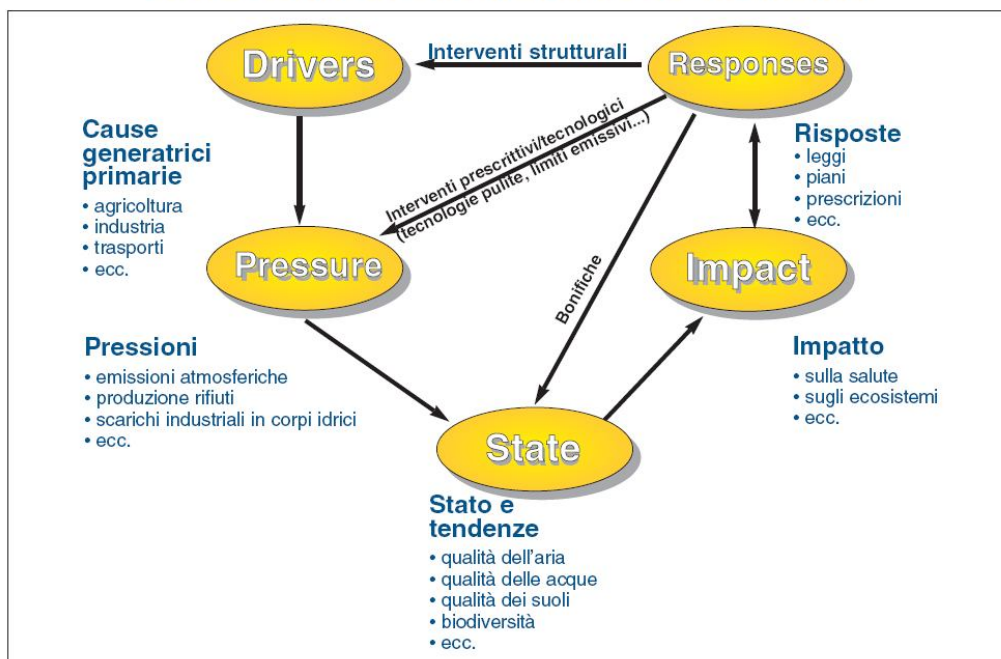 Drivers
Interventi strutturali
Responses
Cause
generatrici
primarie
• agricoltura
• industria
• trasporti
• ecc.
Interventi prescrittivi/tecnologici
(tecnologie pulite, limiti emissivi...)
Risposte
• leggi
• piani
• prescrizioni
• ecc.
Pressure
Bonifiche
Impact
Pressioni
• emissioni atmosferiche
• produzione rifiuti
• scarichi industriali in corpi idrici
• ecc.
Impatto
• sulla salute
• sugli ecosistemi
• ecc.
State
Stato e
tendenze
• qualità dell'aria
• qualità delle acque
• qualità dei suoli
• biodiversità
• ecc.